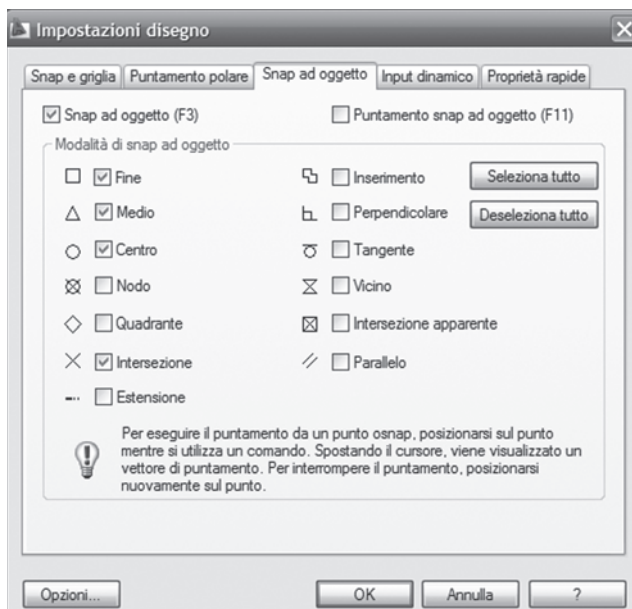 Impostazioni disegno
Snap e griglia Puntamento polare Snap ad oggetto Input dinamico Proprietà rapide
Snap ad oggetto (F3) Puntamento snap ad oggetto (F11)
Modalità di snap ad oggetto
Fine Inserimento Seleziona tutto
Medio Perpendicolare Deseleziona tutto
Centro Tangente
Nodo Vicino
Quadrante Intersezione apparente
Intersezione Parallelo
Estensione
Per eseguire il puntamento da un punto osnap, posizionarsi sul punto
mentre si utilizza un comando. Spostando il cursore, viene visualizzato un
vettore di puntamento. Per interrompere il puntamento, posizionarsi
nuovamente sul punto.
Opzioni... OK Annulla ?